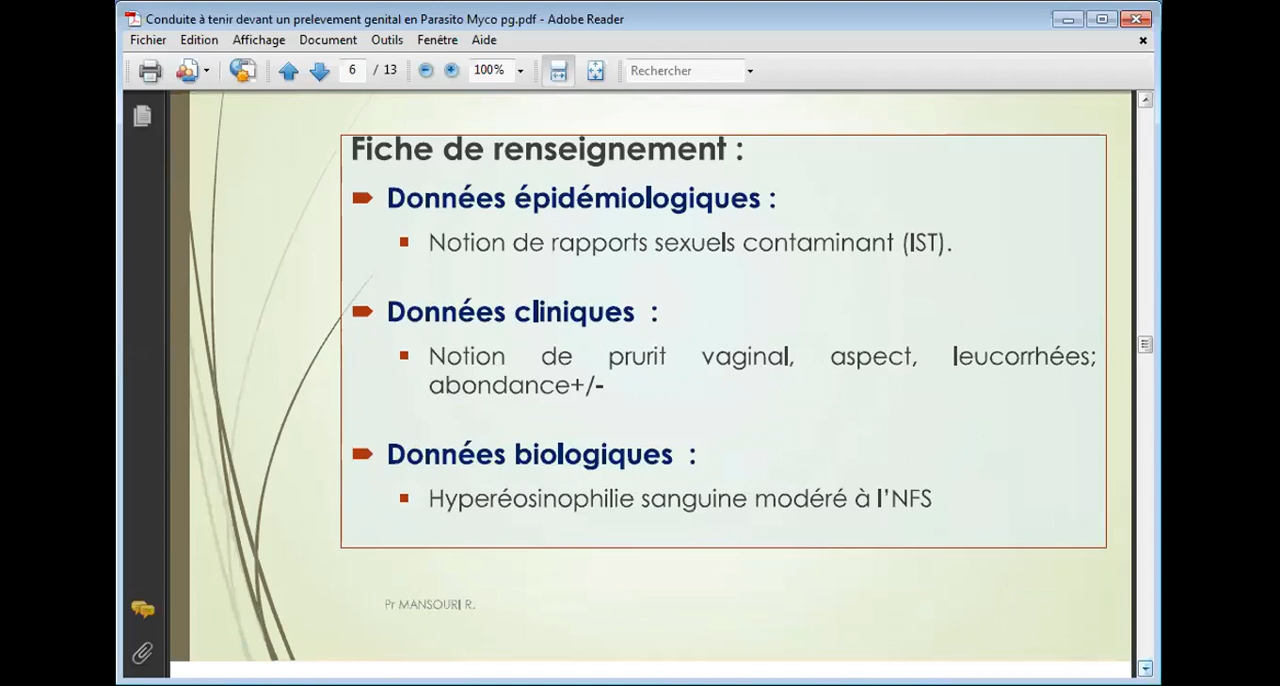 Conduite à tenir devant un prelevement genital en Parasito Myco pg.pdf - Adobe Reader
Fichier Edition Affichage Document Outils Fenêtre Aide
6 / 13 100% Rechercher
Fiche de renseignement :
Données épidémiologiques :
Notion de rapports sexuels contaminant (IST).
Données cliniques :
Notion de prurit vaginal, aspect, leucorrhées;
abondance+/-
Données biologiques :
Hyperéosinophilie sanguine modéré à l'NFS
Pr MANSOURI R.